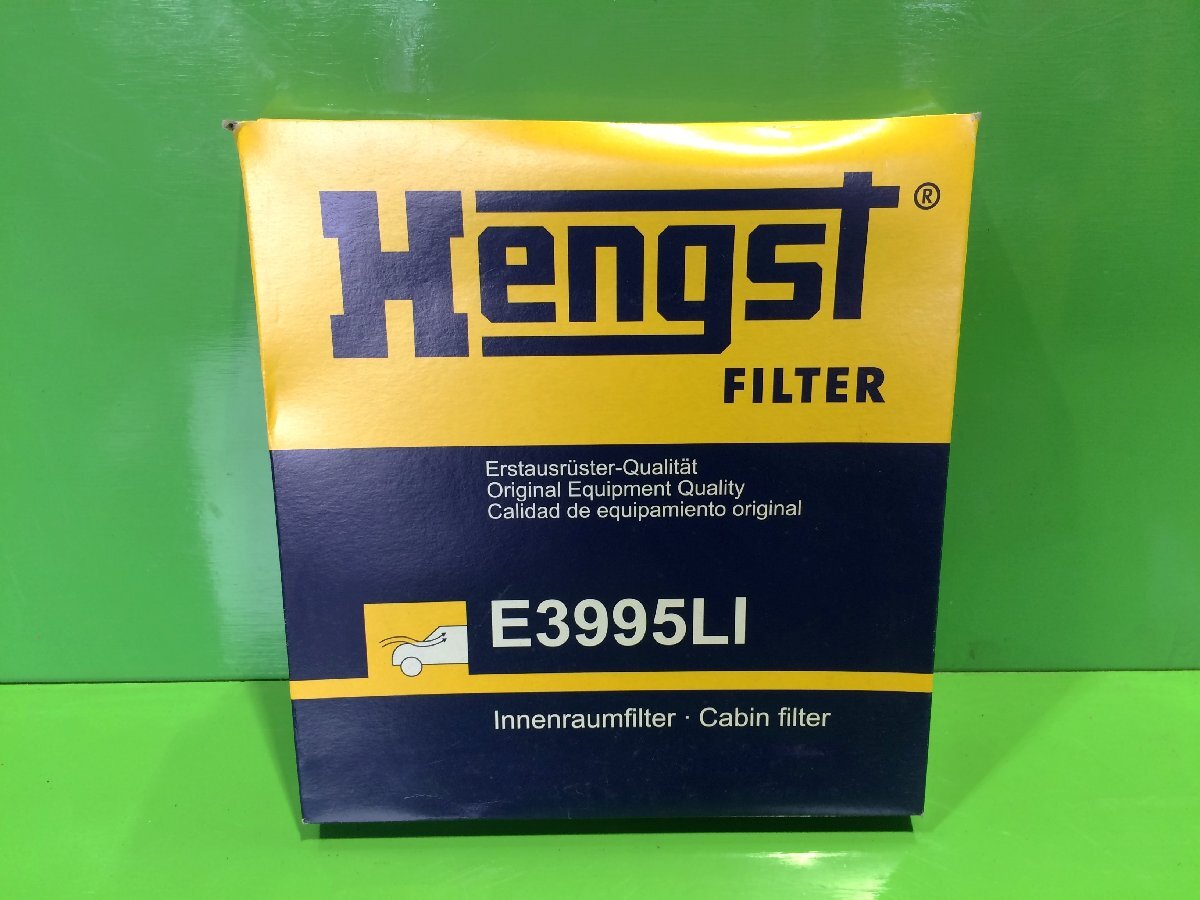 Hengst®
FILTER
Erstausrüster-Qualität
Original Equipment Quality
Calidad de equipamiento original
E3995LI
Innenraumfilter · Cabin filter